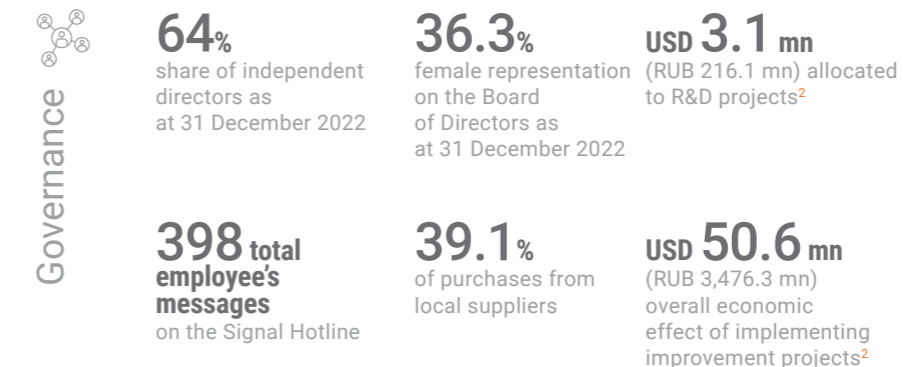 Governance
64%
share of independent
directors as
at 31 December 2022
36.3%
female representation
on the Board
of Directors as
at 31 December 2022
USD 3.1 mn
(RUB 216.1 mn) allocated
to R&D projects2
398 total
employee's
messages
on the Signal Hotline
39.1%
of purchases from
local suppliers
USD 50.6 mn
(RUB 3,476.3 mn)
overall economic
effect of implementing
improvement projects2